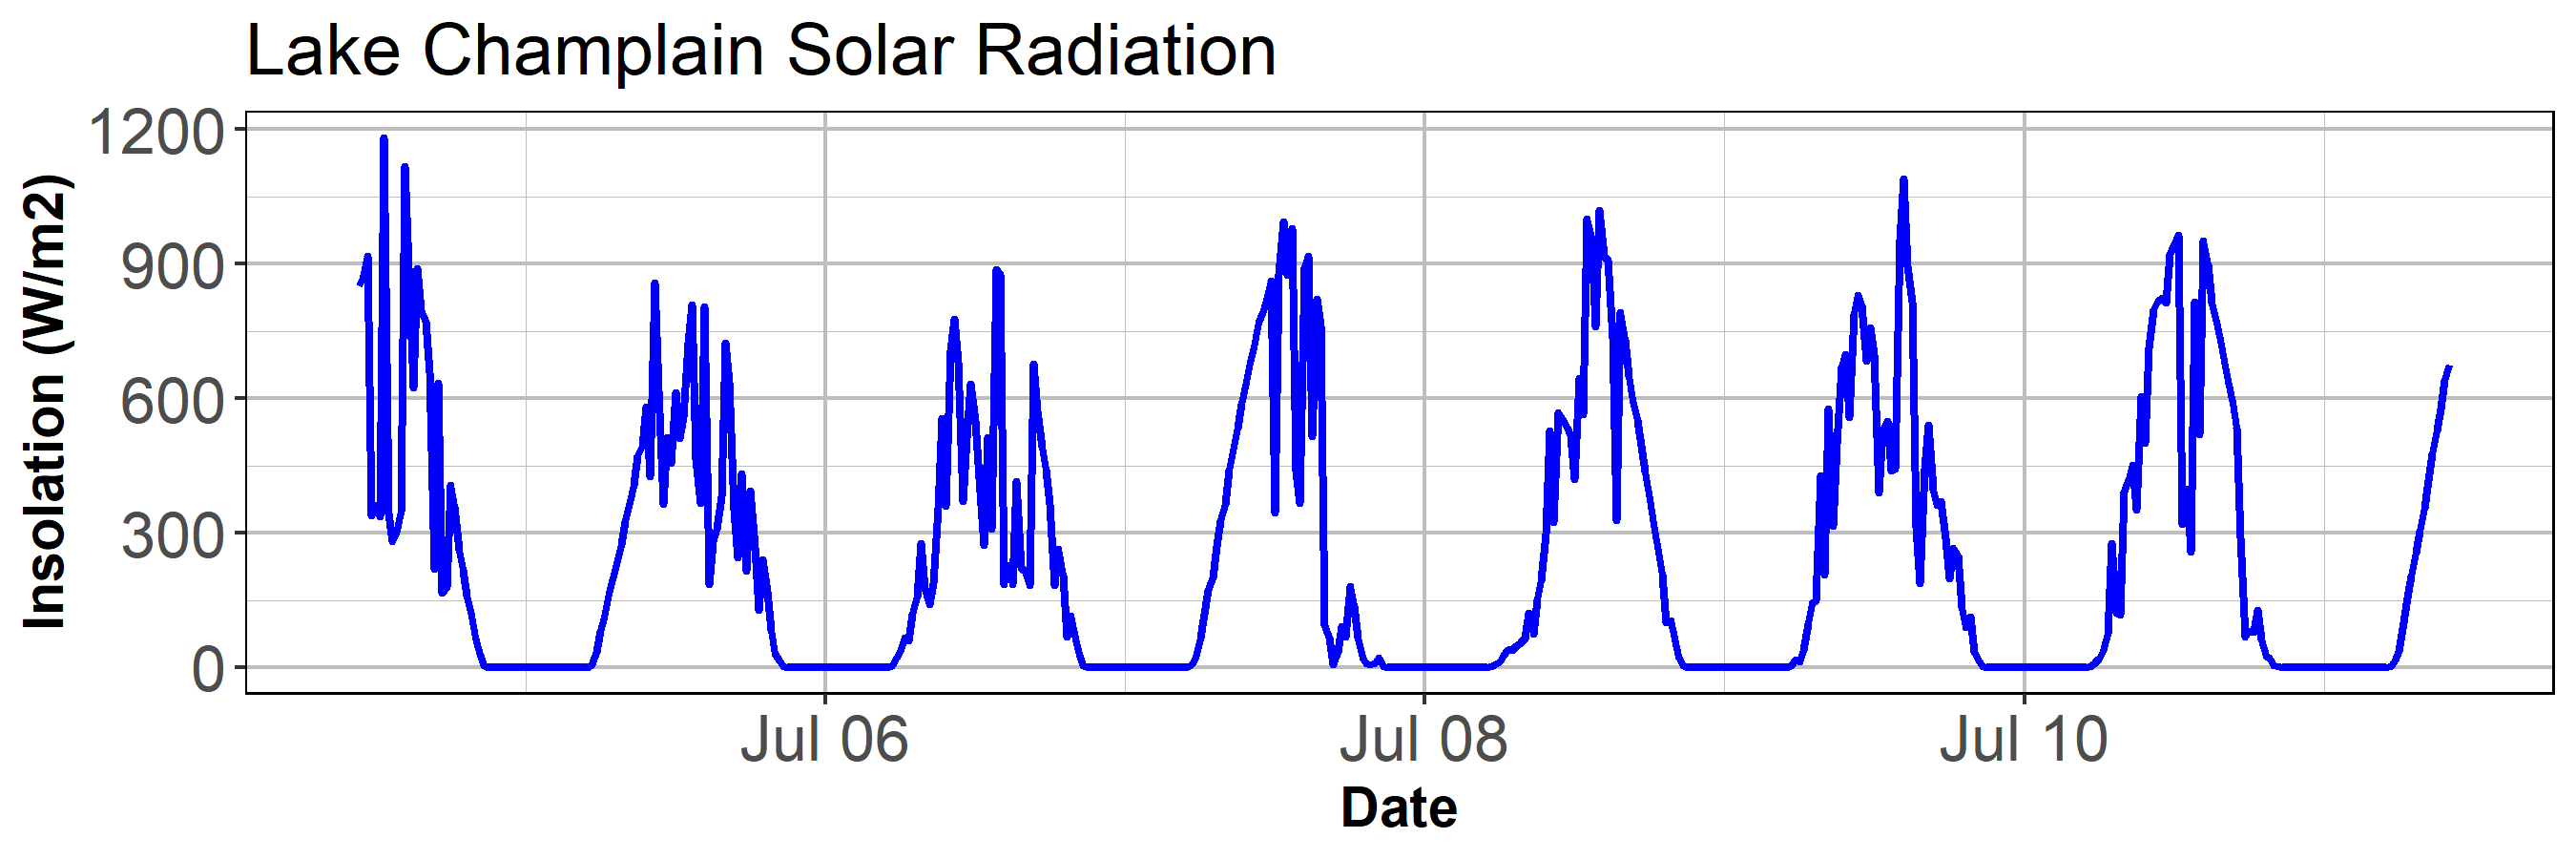 Lake Champlain Solar Radiation
1200
900
600
300
0
Insolation (W/m2)
Jul 06 Jul 08 Jul 10
Date